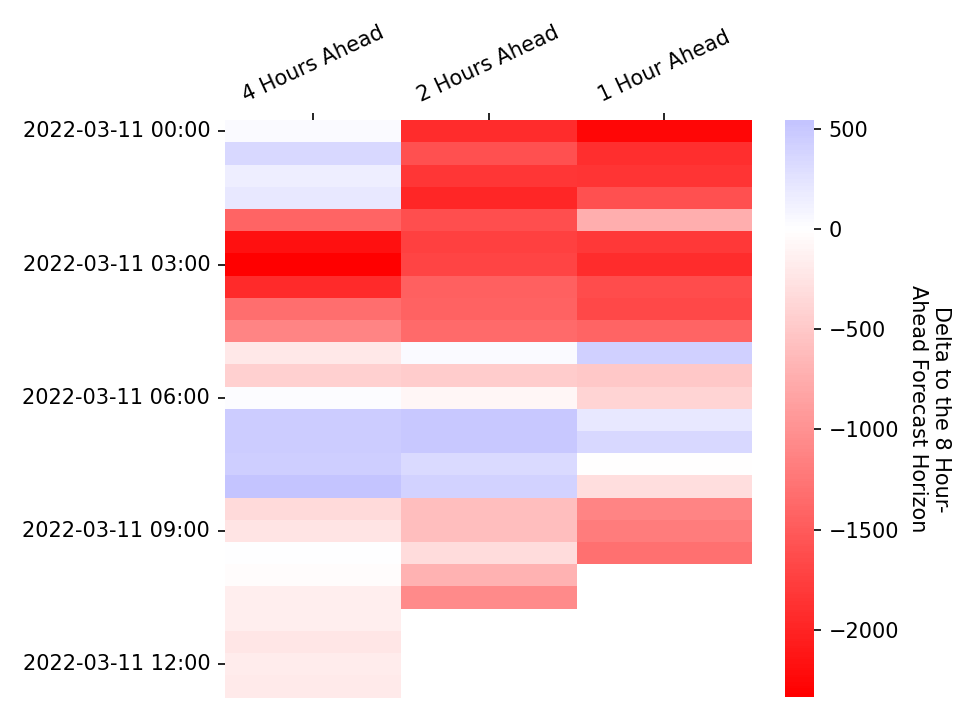 4 Hours Ahead
2 Hours Ahead
1 Hour Ahead
2022-03-11 00:00
2022-03-11 03:00
2022-03-11 06:00
2022-03-11 09:00
2022-03-11 12:00
500
0
−500
−1000
−1500
−2000
Delta to the 8 Hour-
Ahead Forecast Horizon